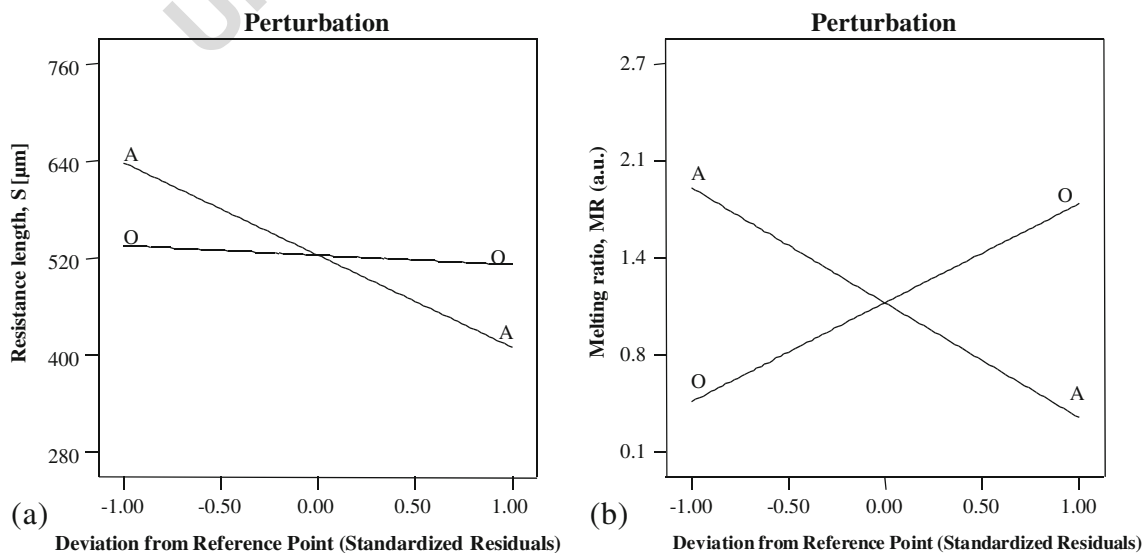 Perturbation
760
640
520
400
280
Resistance length, S [µm]
A
O
O
A
-1.00 -0.50 0.00 0.50 1.00
(a)
Deviation from Reference Point (Standardized Residuals)
Perturbation
2.7
2.1
1.4
0.8
0.1
Melting ratio, MR (a.u.)
A
O
O
A
-1.00 -0.50 0.00 0.50 1.00
(b)
Deviation from Reference Point (Standardized Residuals)